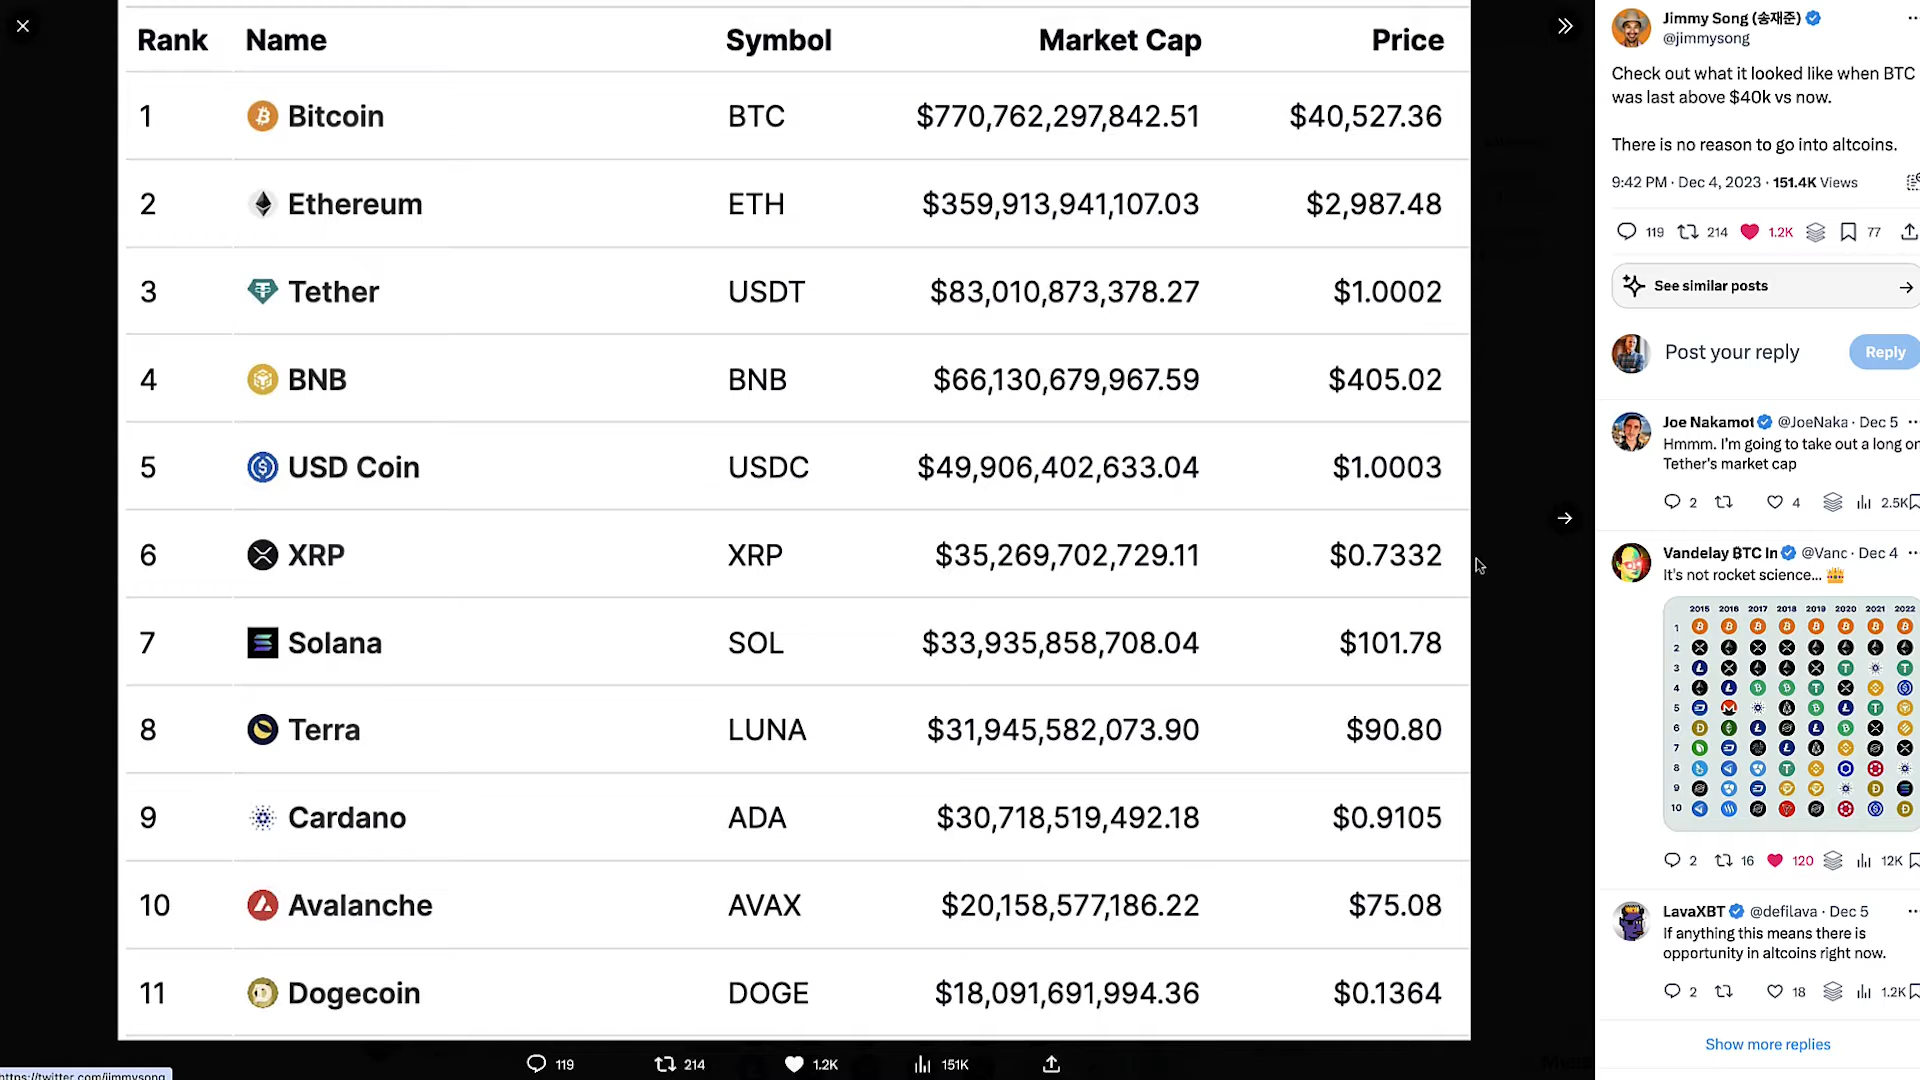 Rank Name Symbol Market Cap Price
1 Bitcoin BTC $770,762,297,842.51 $40,527.36
2 Ethereum ETH $359,913,941,107.03 $2,987.48
3 Tether USDT $83,010,873,378.27 $1.0002
4 BNB BNB $66,130,679,967.59 $405.02
5 USD Coin USDC $49,906,402,633.04 $1.0003
6 XRP XRP $35,269,702,729.11 $0.7332
7 Solana SOL $33,935,858,708.04 $101.78
8 Terra LUNA $31,945,582,073.90 $90.80
9 Cardano ADA $30,718,519,492.18 $0.9105
10 Avalanche AVAX $20,158,577,186.22 $75.08
11 Dogecoin DOGE $18,091,691,994.36 $0.1364
119 214 1.2K 151K
https://twitter.com/jimmysong
Jimmy Song (송재준)
@jimmysong
Check out what it looked like when BTC
was last above $40k vs now.
There is no reason to go into altcoins.
9:42 PM · Dec 4, 2023 · 151.4K Views
119 214 1.2K 77
See similar posts
Post your reply Reply
Joe Nakamot @JoeNaka · Dec 5
Hmmm. I'm going to take out a long on
Tether's market cap
2 4 2.5K
Vandelay ₿TC In @Vanc · Dec 4
It's not rocket science...
2015 2016 2017 2018 2019 2020 2021 2022
1
2
3
4
5
6
7
8
9
10
2 16 120 12K
LavaXBT @defilava · Dec 5
If anything this means there is
opportunity in altcoins right now.
2 18 1.2K
Show more replies